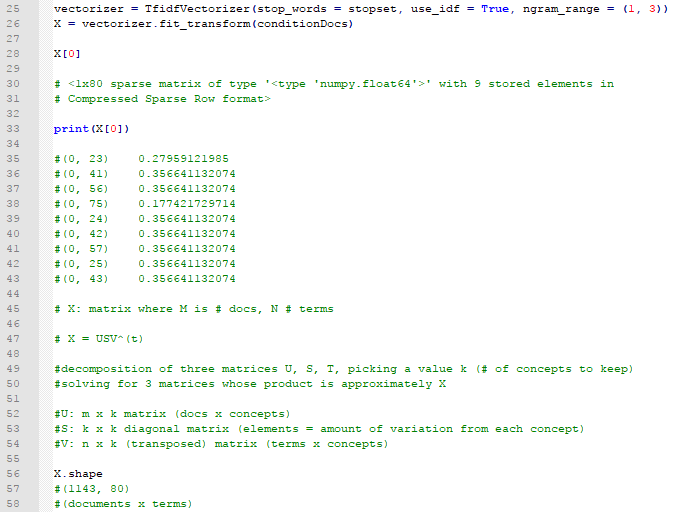 25 vectorizer = TfidfVectorizer(stop_words = stopset, use_idf = True, ngram_range = (1, 3))
26 X = vectorizer.fit_transform(conditionDocs)
27
28 X[0]
29
30 # <1x80 sparse matrix of type '<type 'numpy.float64'>' with 9 stored elements in
31 # Compressed Sparse Row format>
32
33 print(X[0])
34
35 #(0, 23)    0.27959121985
36 #(0, 41)    0.356641132074
37 #(0, 56)    0.356641132074
38 #(0, 75)    0.177421729714
39 #(0, 24)    0.356641132074
40 #(0, 42)    0.356641132074
41 #(0, 57)    0.356641132074
42 #(0, 25)    0.356641132074
43 #(0, 43)    0.356641132074
44
45 # X: matrix where M is # docs, N # terms
46
47 # X = USV^(t)
48
49 #decomposition of three matrices U, S, T, picking a value k (# of concepts to keep)
50 #solving for 3 matrices whose product is approximately X
51
52 #U: m x k matrix (docs x concepts)
53 #S: k x k diagonal matrix (elements = amount of variation from each concept)
54 #V: n x k (transposed) matrix (terms x concepts)
55
56 X.shape
57 #(1143, 80)
58 #(documents x terms)